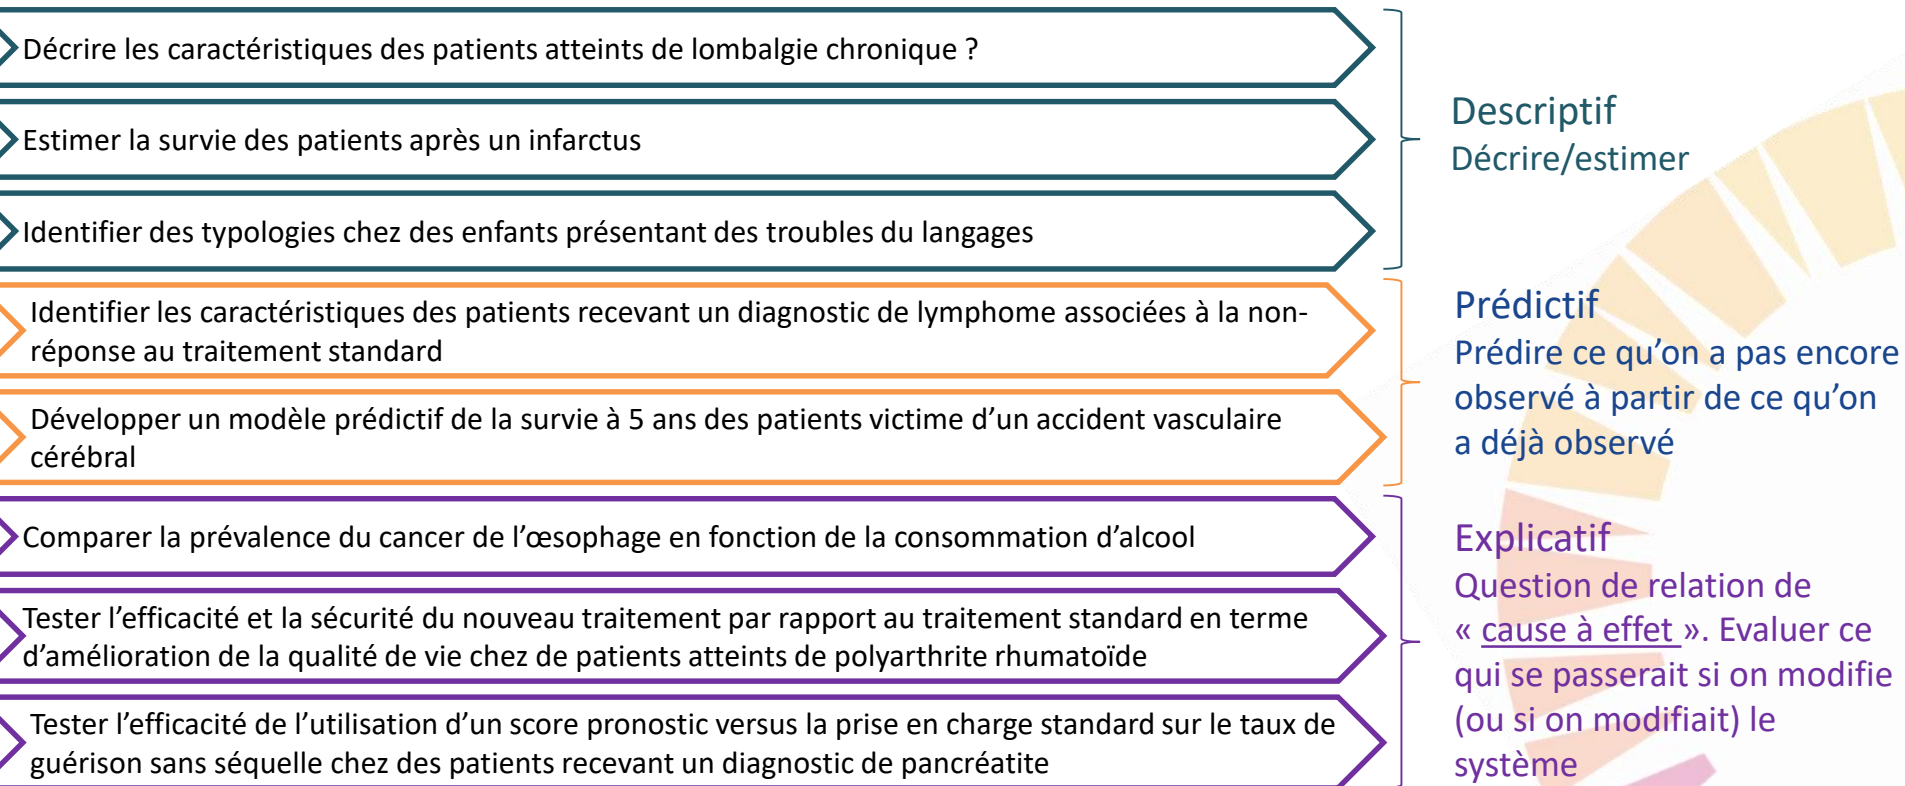 Décrire les caractéristiques des patients atteints de lombalgie chronique ?
Estimer la survie des patients après un infarctus
Identifier des typologies chez des enfants présentant des troubles du langages
Descriptif
Décrire/estimer
Identifier les caractéristiques des patients recevant un diagnostic de lymphome associées à la non-
réponse au traitement standard
Développer un modèle prédictif de la survie à 5 ans des patients victime d’un accident vasculaire
cérébral
Prédictif
Prédire ce qu’on a pas encore
observé à partir de ce qu’on
a déjà observé
Comparer la prévalence du cancer de l’œsophage en fonction de la consommation d’alcool
Tester l’efficacité et la sécurité du nouveau traitement par rapport au traitement standard en terme
d’amélioration de la qualité de vie chez de patients atteints de polyarthrite rhumatoïde
Tester l’efficacité de l’utilisation d’un score pronostic versus la prise en charge standard sur le taux de
guérison sans séquelle chez des patients recevant un diagnostic de pancréatite
Explicatif
Question de relation de
« cause à effet ». Evaluer ce
qui se passerait si on modifie
(ou si on modifiait) le
système